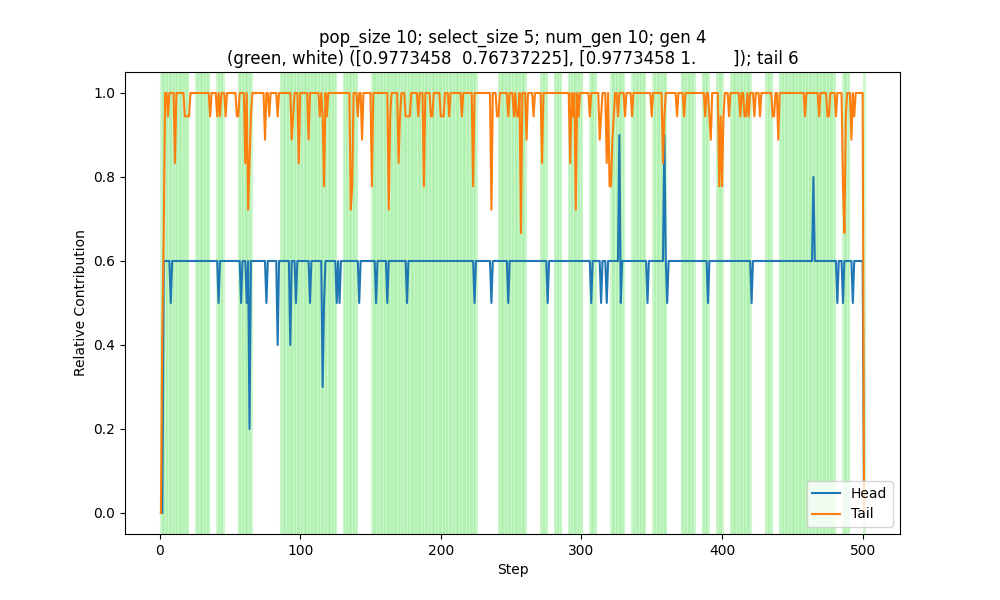 pop_size 10; select_size 5; num_gen 10; gen 4
(green, white) ([0.9773458 0.76737225], [0.9773458 1. ]); tail 6
1.0
0.8
0.6
0.4
0.2
0.0
Relative Contribution
0 100 200 300 400 500
Step
Head
Tail